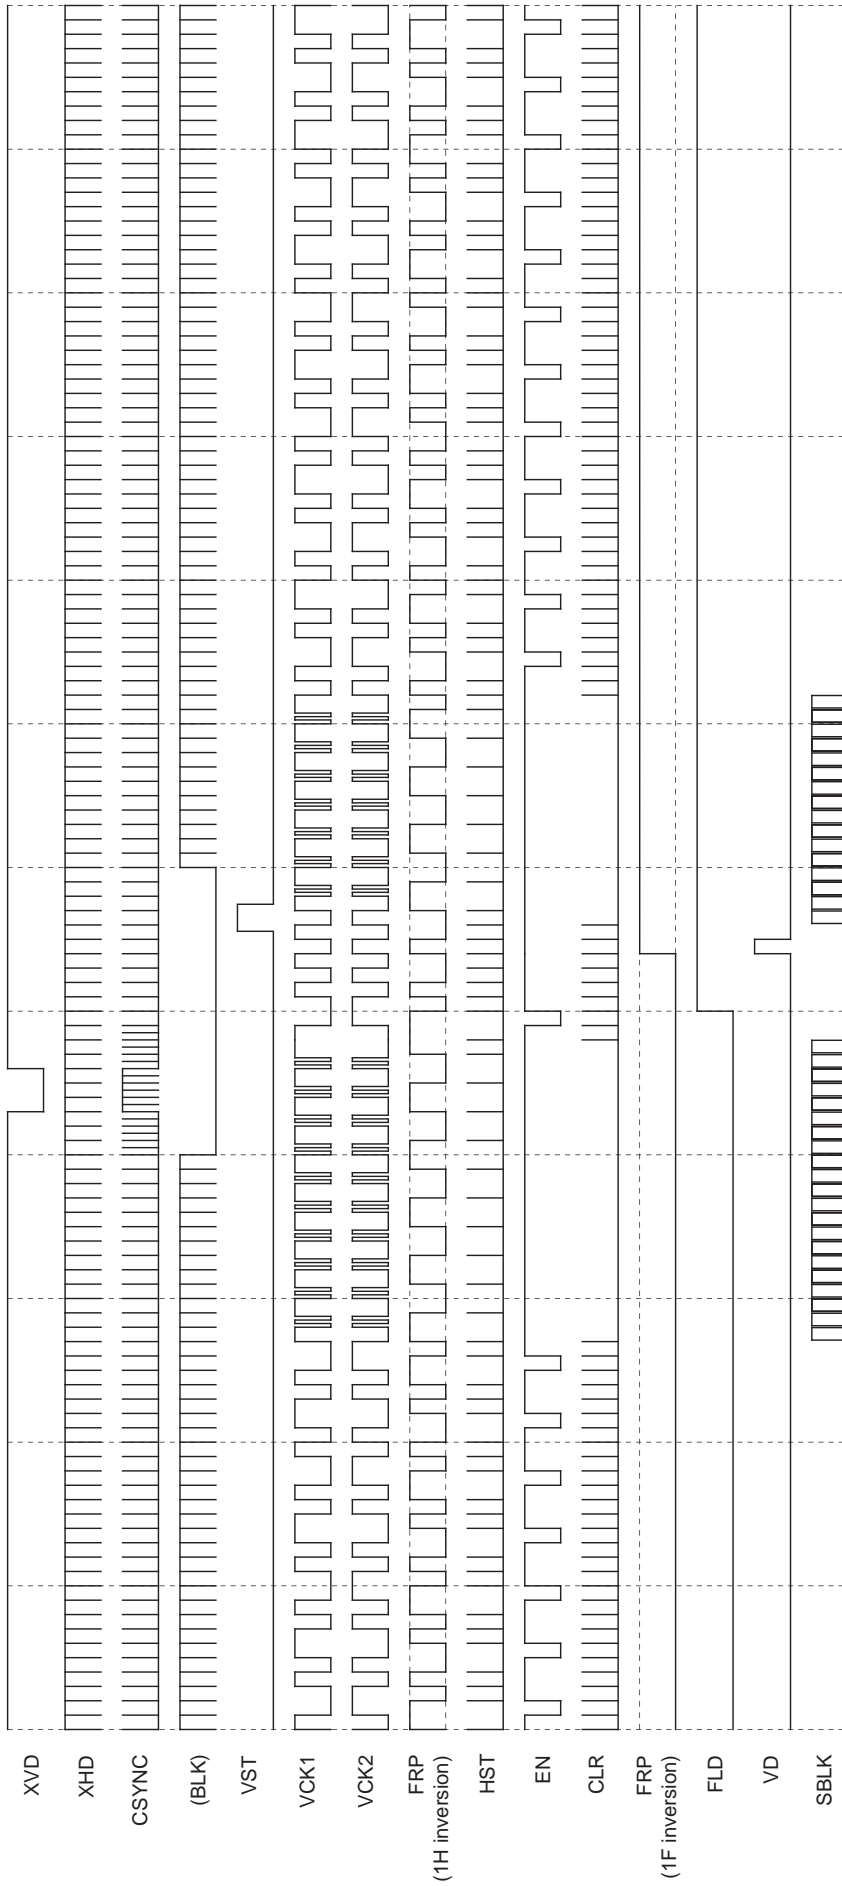 XVD
XHD
CSYNC
(BLK)
VST
VCK1
VCK2
FRP
(1H inversion)
HST
EN
CLR
FRP
(1F inversion)
FLD
VD
SBLK